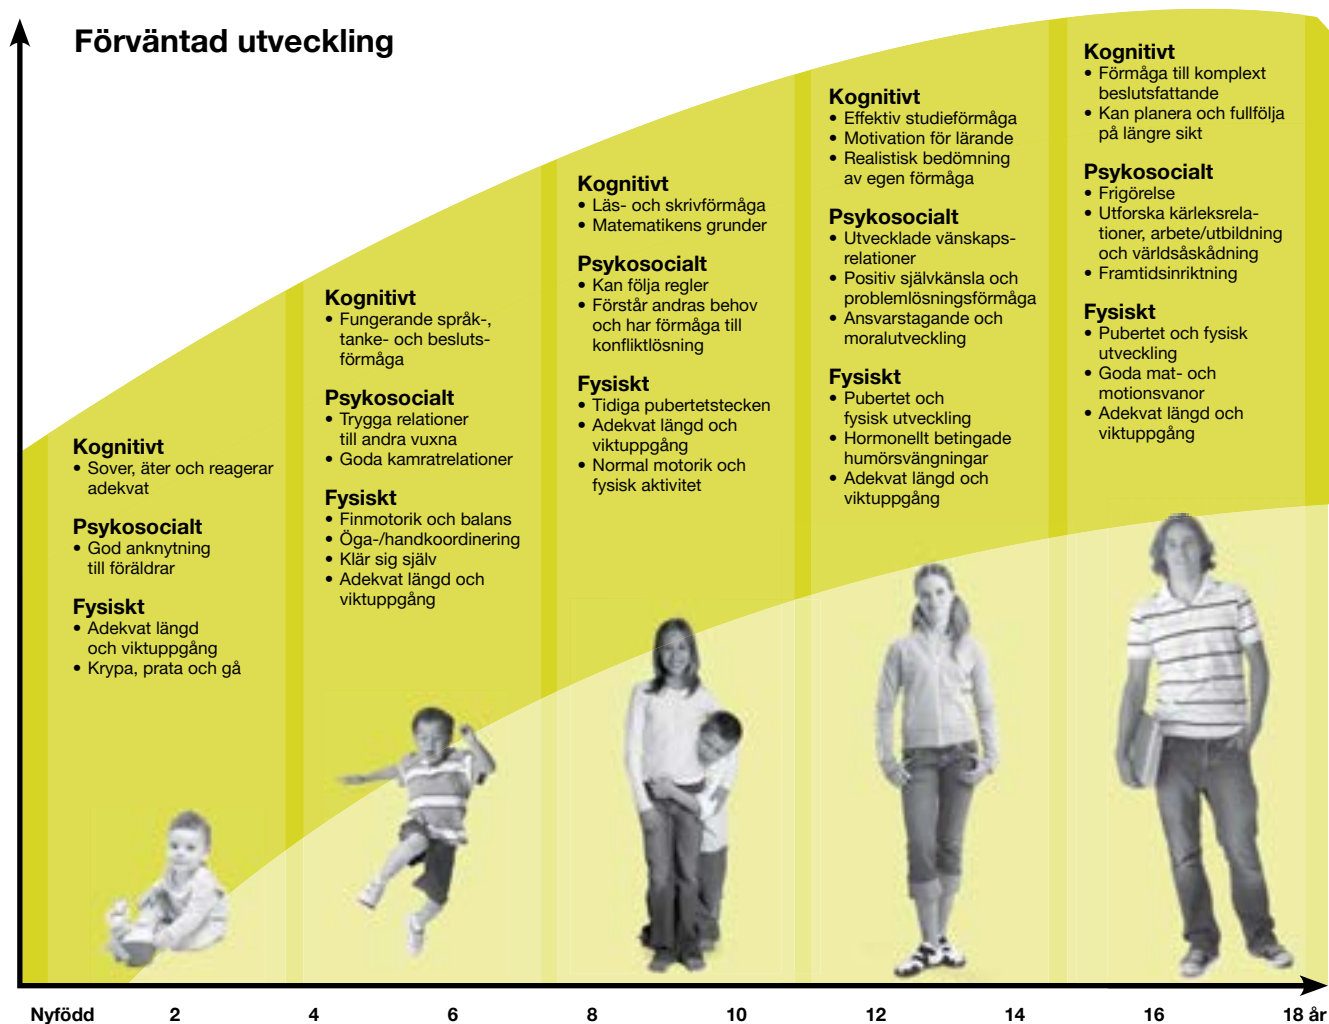 Förväntad utveckling
Kognitivt
• Sover, äter och reagerar
adekvat
Psykosocialt
• God anknytning
till föräldrar
Fysiskt
• Adekvat längd
och viktuppgång
• Krypa, prata och gå
Kognitivt
• Fungerande språk-,
tanke- och besluts-
förmåga
Psykosocialt
• Trygga relationer
till andra vuxna
• Goda kamratrelationer
Fysiskt
• Finmotorik och balans
• Öga-/handkoordinering
• Klär sig själv
• Adekvat längd och
viktuppgång
Kognitivt
• Läs- och skrivförmåga
• Matematikens grunder
Psykosocialt
• Kan följa regler
• Förstår andras behov
och har förmåga till
konfliktlösning
Fysiskt
• Tidiga pubertetstecken
• Adekvat längd och
viktuppgång
• Normal motorik och
fysisk aktivitet
Kognitivt
• Effektiv studieförmåga
• Motivation för lärande
• Realistisk bedömning
av egen förmåga
Psykosocialt
• Utvecklade vänskaps-
relationer
• Positiv självkänsla och
problemlösningsförmåga
• Ansvarstagande och
moralutveckling
Fysiskt
• Pubertet och
fysisk utveckling
• Hormonellt betingade
humörsvängningar
• Adekvat längd och
viktuppgång
Kognitivt
• Förmåga till komplext
beslutsfattande
• Kan planera och fullfölja
på längre sikt
Psykosocialt
• Frigörelse
• Utforska kärleksrela-
tioner, arbete/utbildning
och världsåskådning
• Framtidsinriktning
Fysiskt
• Pubertet och fysisk
utveckling
• Goda mat- och
motionsvanor
• Adekvat längd och
viktuppgång
Nyfödd 2 4 6 8 10 12 14 16 18 år